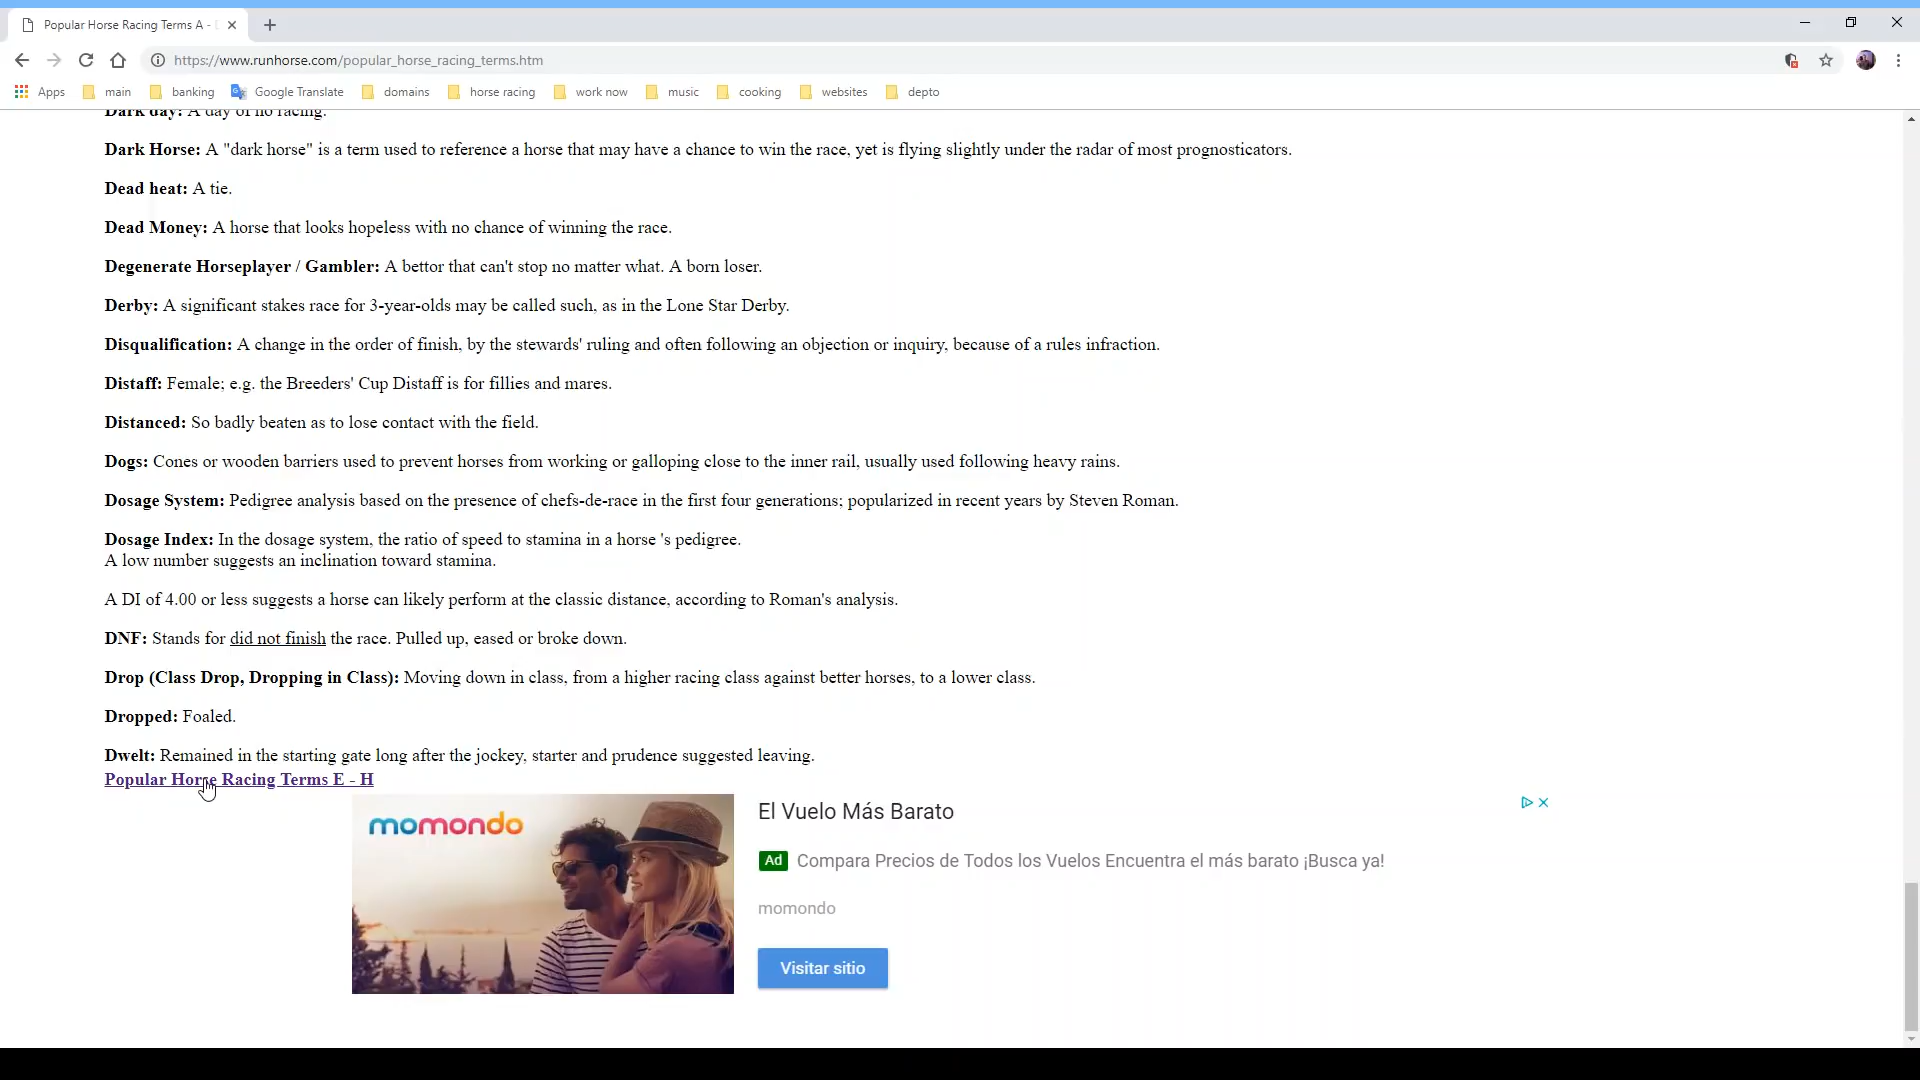 Popular Horse Racing Terms A -
https://www.runhorse.com/popular_horse_racing_terms.htm
Apps main banking Google Translate domains horse racing work now music cooking websites depto
Dark day: A day of no racing.
Dark Horse: A "dark horse" is a term used to reference a horse that may have a chance to win the race, yet is flying slightly under the radar of most prognosticators.
Dead heat: A tie.
Dead Money: A horse that looks hopeless with no chance of winning the race.
Degenerate Horseplayer / Gambler: A bettor that can't stop no matter what. A born loser.
Derby: A significant stakes race for 3-year-olds may be called such, as in the Lone Star Derby.
Disqualification: A change in the order of finish, by the stewards' ruling and often following an objection or inquiry, because of a rules infraction.
Distaff: Female; e.g. the Breeders' Cup Distaff is for fillies and mares.
Distanced: So badly beaten as to lose contact with the field.
Dogs: Cones or wooden barriers used to prevent horses from working or galloping close to the inner rail, usually used following heavy rains.
Dosage System: Pedigree analysis based on the presence of chefs-de-race in the first four generations; popularized in recent years by Steven Roman.
Dosage Index: In the dosage system, the ratio of speed to stamina in a horse 's pedigree.
A low number suggests an inclination toward stamina.
A DI of 4.00 or less suggests a horse can likely perform at the classic distance, according to Roman's analysis.
DNF: Stands for did not finish the race. Pulled up, eased or broke down.
Drop (Class Drop, Dropping in Class): Moving down in class, from a higher racing class against better horses, to a lower class.
Dropped: Foaled.
Dwelt: Remained in the starting gate long after the jockey, starter and prudence suggested leaving.
Popular Horse Racing Terms E - H
momondo
El Vuelo Más Barato
Ad Compara Precios de Todos los Vuelos Encuentra el más barato ¡Busca ya!
momondo
Visitar sitio